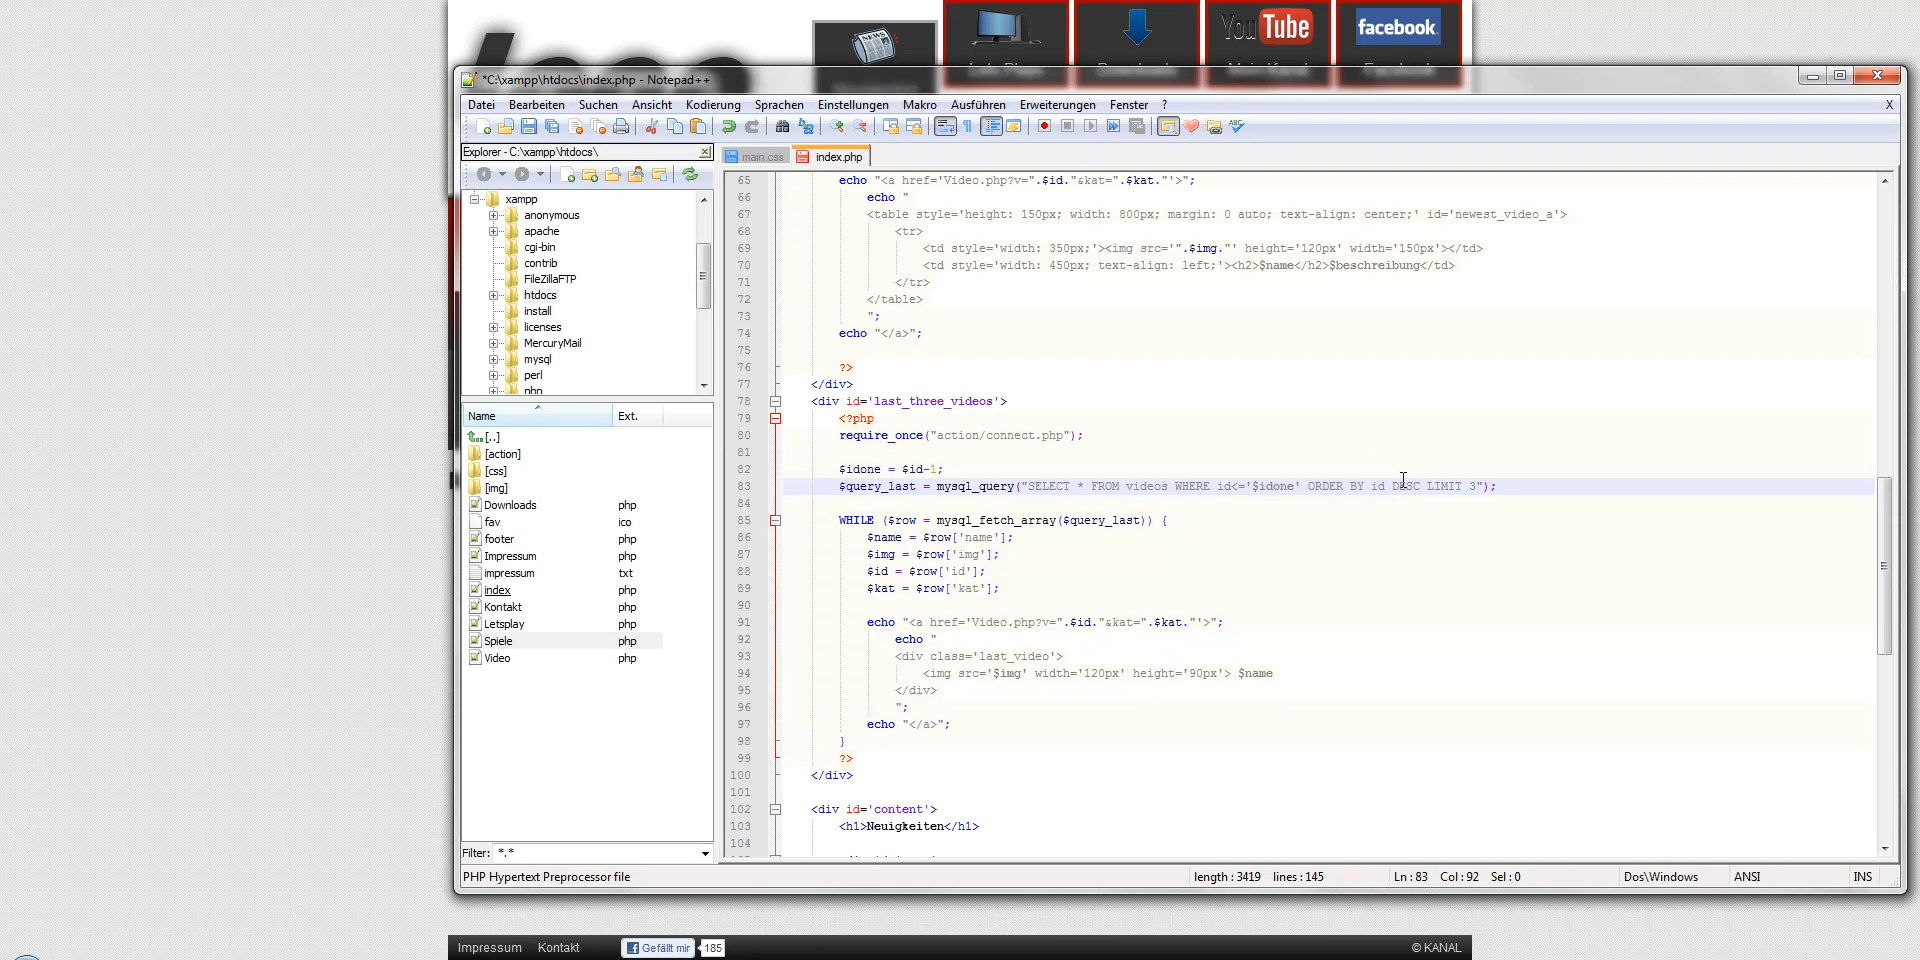 NEWS
YouTube
facebook
*C:\xampp\htdocs\index.php - Notepad++
Datei Bearbeiten Suchen Ansicht Kodierung Sprachen Einstellungen Makro Ausführen Erweiterungen Fenster ? X
Explorer - C:\xampp\htdocs\
xampp
anonymous
apache
cgi-bin
contrib
FileZillaFTP
htdocs
install
licenses
MercuryMail
mysql
perl
php
Name Ext.
[..]
[action]
[css]
[img]
Downloads php
fav ico
footer php
Impressum php
impressum txt
index php
Kontakt php
Letsplay php
Spiele php
Video php
Filter: *.*
main.css index.php
65 echo "<a href='Video.php?v=".$id."&kat=".$kat."'>";
66 echo "
67 <table style='height: 150px; width: 800px; margin: 0 auto; text-align: center;' id='newest_video_a'>
68 <tr>
69 <td style='width: 350px;'><img src='".$img."' height='120px' width='150px'></td>
70 <td style='width: 450px; text-align: left;'><h2>$name</h2>$beschreibung</td>
71 </tr>
72 </table>
73 ";
74 echo "</a>";
75
76 ?>
77 </div>
78 <div id='last_three_videos'>
79 <?php
80 require_once("action/connect.php");
81
82 $idone = $id-1;
83 $query_last = mysql_query("SELECT * FROM videos WHERE id<='$idone' ORDER BY id DESC LIMIT 3");
84
85 WHILE ($row = mysql_fetch_array($query_last)) {
86 $name = $row['name'];
87 $img = $row['img'];
88 $id = $row['id'];
89 $kat = $row['kat'];
90
91 echo "<a href='Video.php?v=".$id."&kat=".$kat."'>";
92 echo "
93 <div class='last_video'>
94 <img src='$img' width='120px' height='90px'> $name
95 </div>
96 ";
97 echo "</a>";
98 }
99 ?>
100 </div>
101
102 <div id='content'>
103 <h1>Neuigkeiten</h1>
104
PHP Hypertext Preprocessor file length : 3419 lines : 145 Ln : 83 Col : 92 Sel : 0 Dos\Windows ANSI INS
Impressum Kontakt Gefällt mir 185 © KANAL